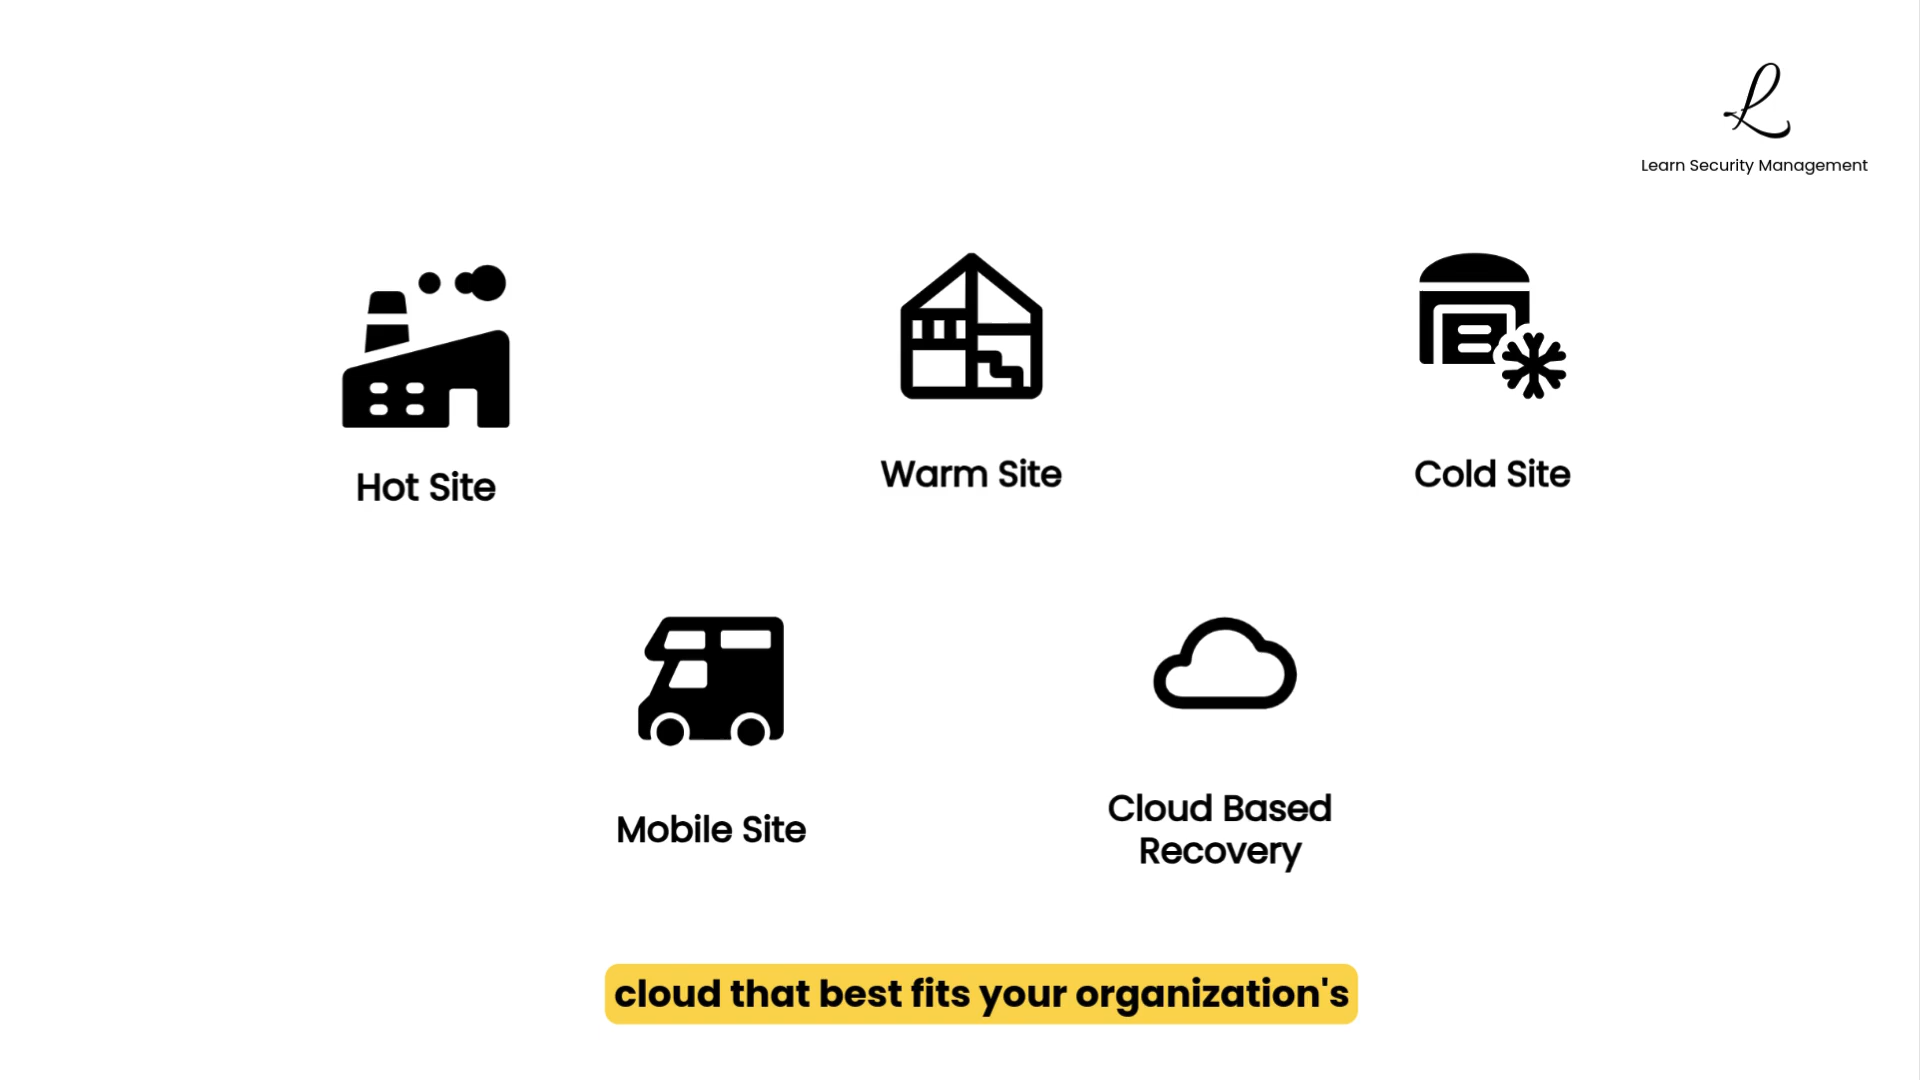 L
Learn Security Management
Hot Site
Warm Site
Cold Site
Mobile Site
Cloud Based
Recovery
cloud that best fits your organization's